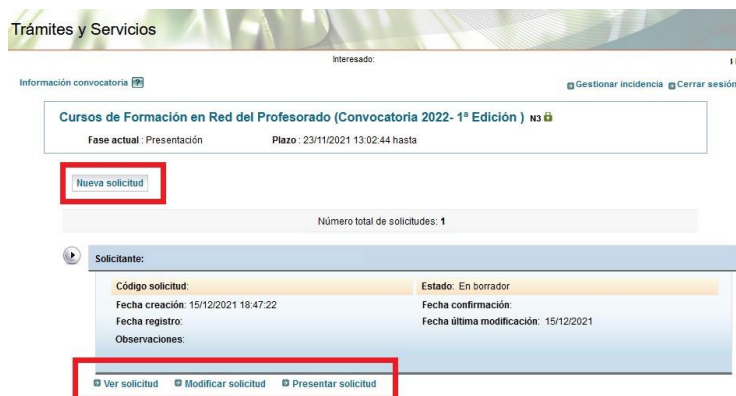 Trámites y Servicios
Interesado:
Información convocatoria
Gestionar incidencia Cerrar sesión
Cursos de Formación en Red del Profesorado (Convocatoria 2022- 1ª Edición ) N3
Fase actual : Presentación Plazo : 23/11/2021 13:02:44 hasta
Nueva solicitud
Número total de solicitudes: 1
Solicitante:
Código solicitud: Estado: En borrador
Fecha creación: 15/12/2021 18:47:22 Fecha confirmación:
Fecha registro: Fecha última modificación: 15/12/2021
Observaciones:
Ver solicitud Modificar solicitud Presentar solicitud